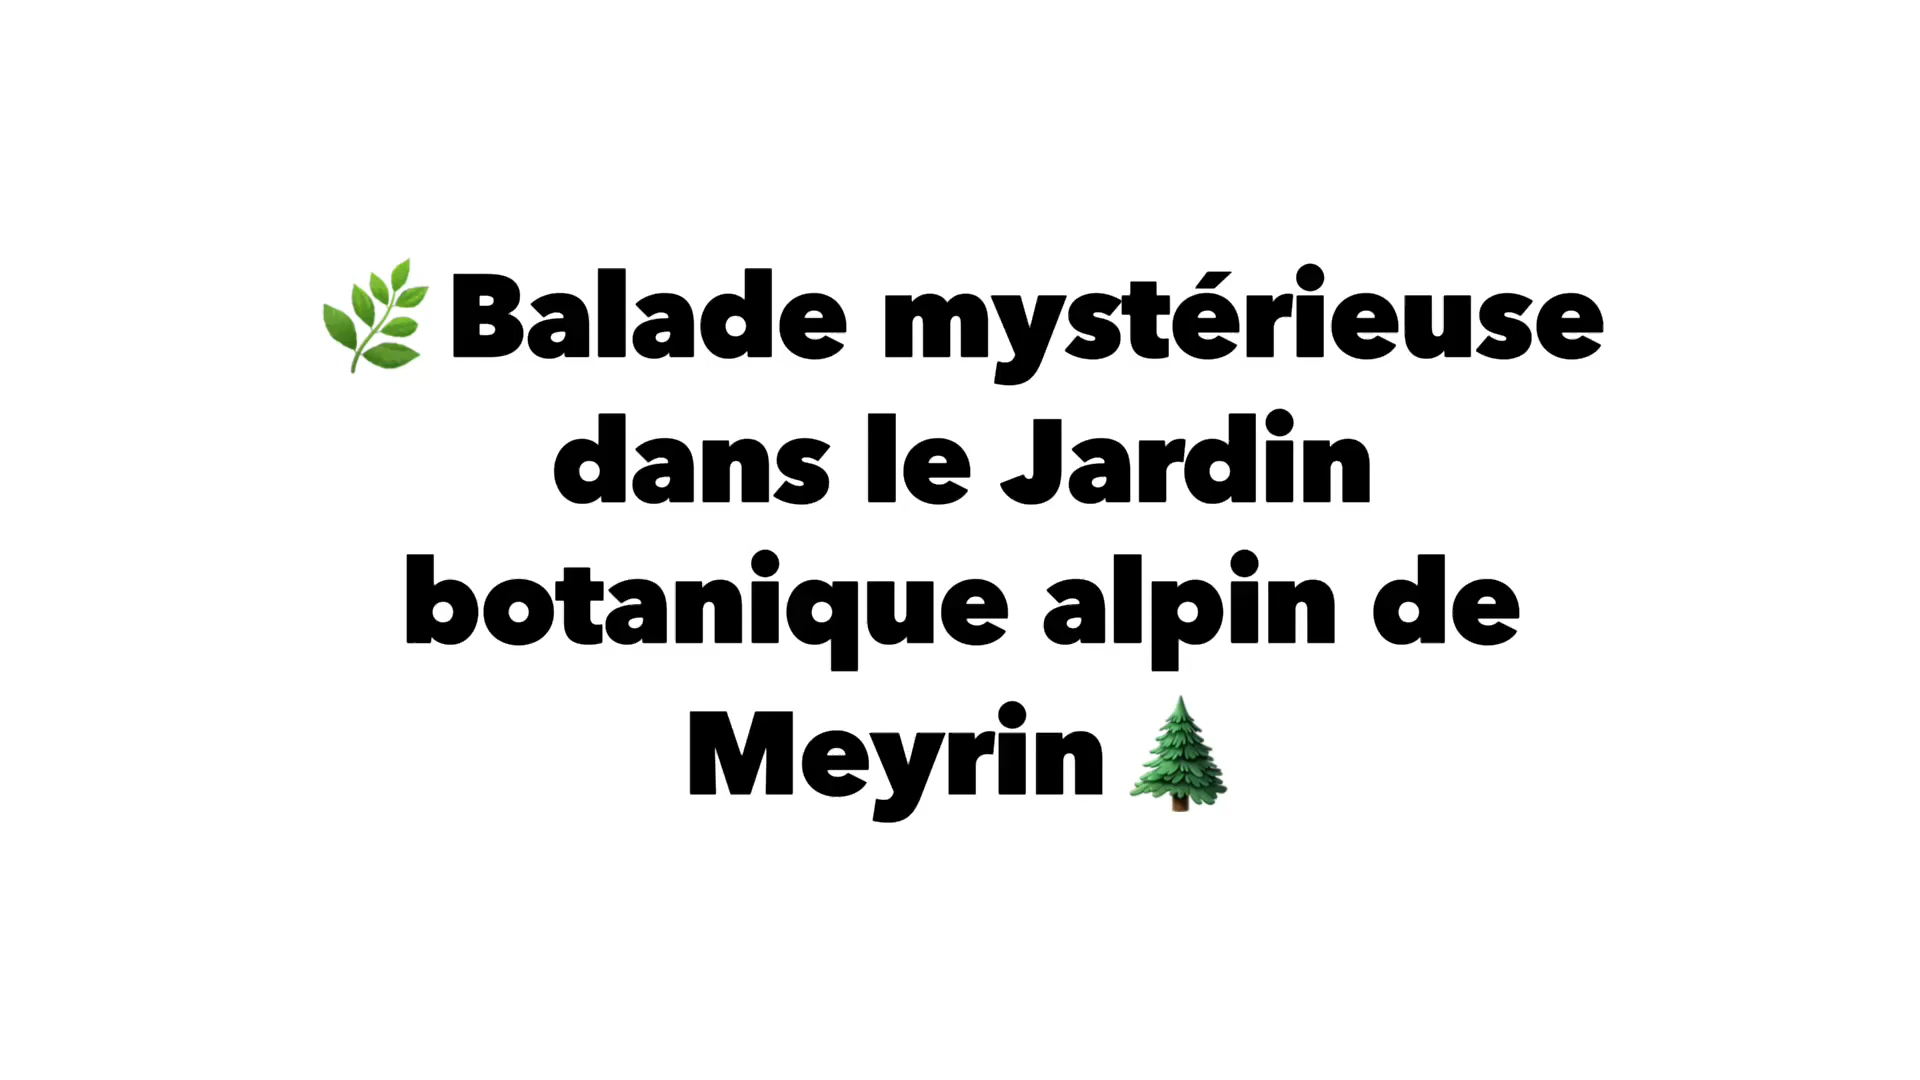 🌿 Balade mystérieuse
dans le Jardin
botanique alpin de
Meyrin 🌲